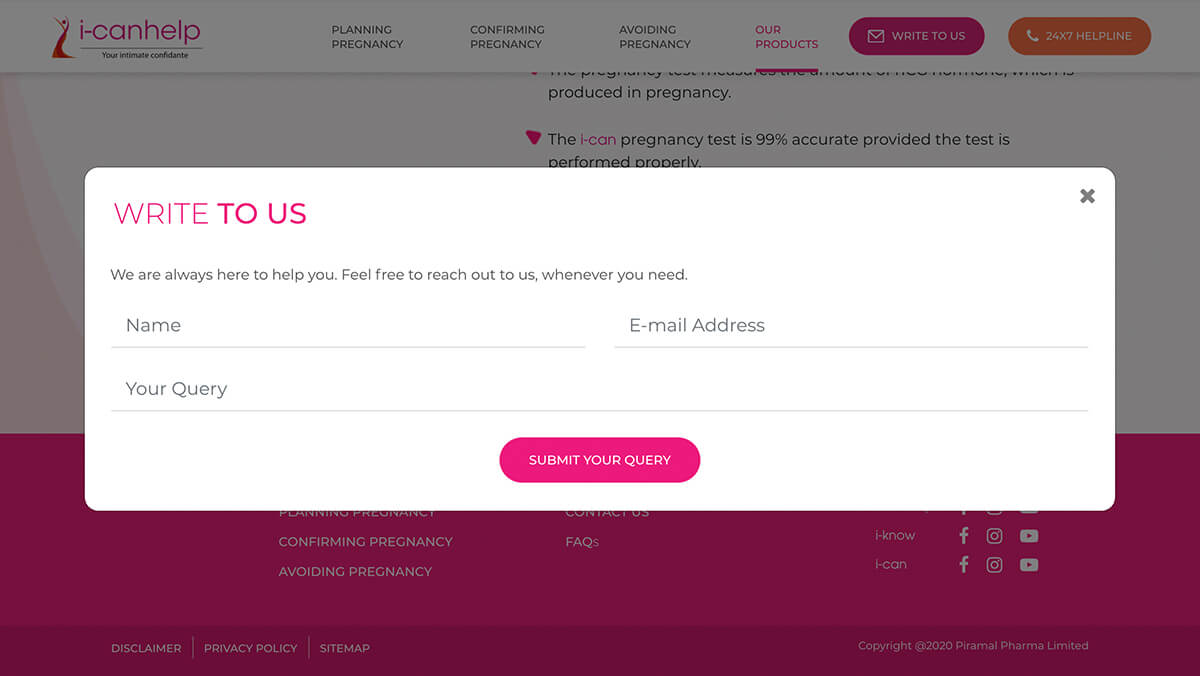 i-canhelp
Your intimate confidante
PLANNING
PREGNANCY
CONFIRMING
PREGNANCY
AVOIDING
PREGNANCY
OUR
PRODUCTS
WRITE TO US
24X7 HELPLINE
The pregnancy test measures the amount of HCG hormone, which is
produced in pregnancy.
The i-can pregnancy test is 99% accurate provided the test is
performed properly.
WRITE TO US
We are always here to help you. Feel free to reach out to us, whenever you need.
Name
E-mail Address
Your Query
SUBMIT YOUR QUERY
PLANNING PREGNANCY
CONFIRMING PREGNANCY
AVOIDING PREGNANCY
CONTACT US
FAQs
i-know
i-can
DISCLAIMER
PRIVACY POLICY
SITEMAP
Copyright @2020 Piramal Pharma Limited